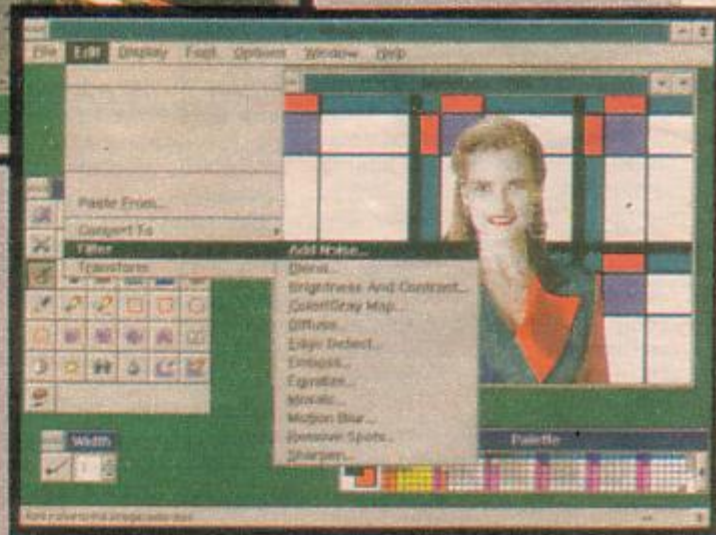 File Edit Display Font Options Window Help
Paste From...
Convert To
Filter
Transform
Add Noise...
Blend...
Brightness And Contrast...
Color/Gray Map...
Diffuse...
Edge Detect...
Emboss...
Equalize...
Mosaic...
Motion Blur...
Remove Spots...
Sharpen...
Width
Palette